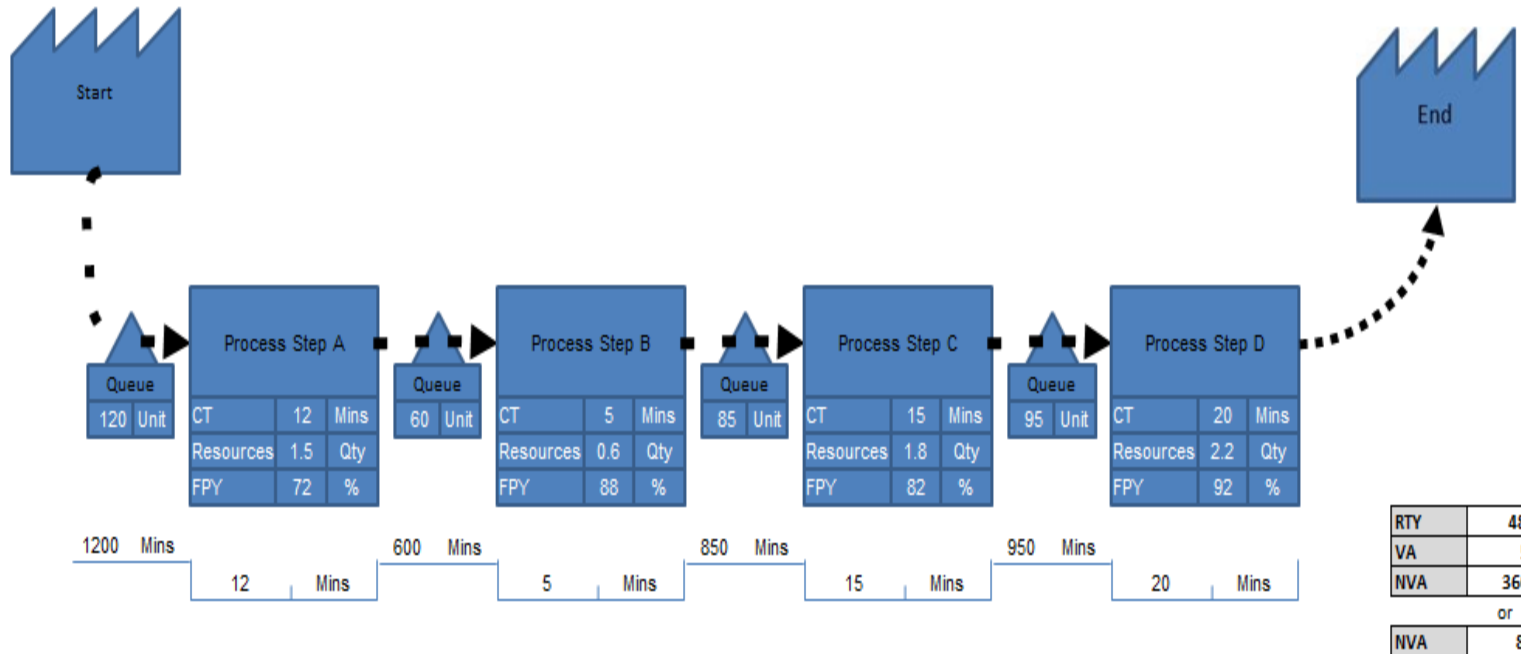 Start
End
Process Step A
Process Step B
Process Step C
Process Step D
Queue
120 Unit
CT 12 Mins
Resources 1.5 Qty
FPY 72 %
Queue
60 Unit
CT 5 Mins
Resources 0.6 Qty
FPY 88 %
Queue
85 Unit
CT 15 Mins
Resources 1.8 Qty
FPY 82 %
Queue
95 Unit
CT 20 Mins
Resources 2.2 Qty
FPY 92 %
1200 Mins
12 Mins
600 Mins
5 Mins
850 Mins
15 Mins
950 Mins
20 Mins
RTY
VA
NVA
or
NVA